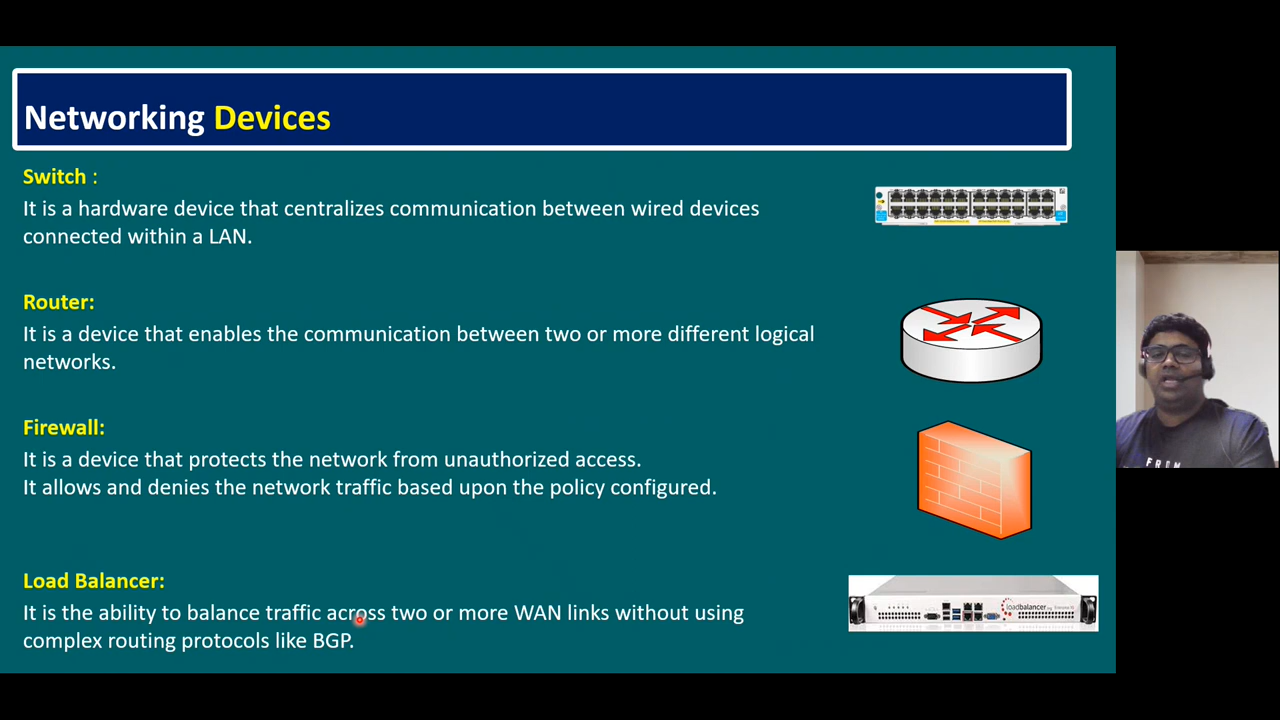 Networking Devices
Switch :
It is a hardware device that centralizes communication between wired devices
connected within a LAN.
Router:
It is a device that enables the communication between two or more different logical
networks.
Firewall:
It is a device that protects the network from unauthorized access.
It allows and denies the network traffic based upon the policy configured.
Load Balancer:
It is the ability to balance traffic across two or more WAN links without using
complex routing protocols like BGP.
loadbalancer
FROM